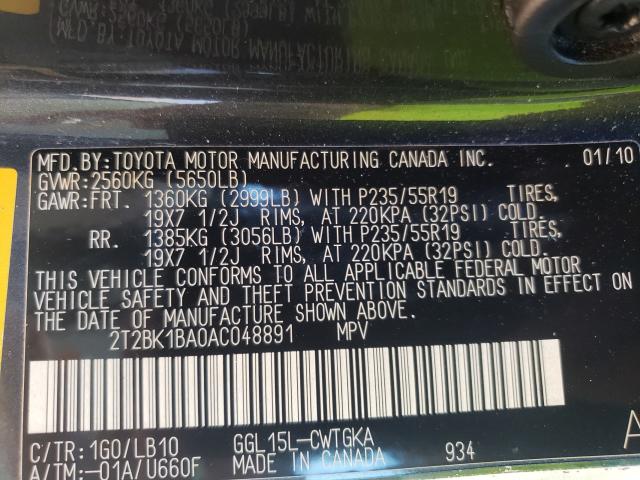 MFD.BY:TOYOTA MOTOR MANUFACTURING CANADA INC. 01/10
GVWR:2560KG (5650LB)
GAWR:FRT. 1360KG (2999LB) WITH P235/55R19 TIRES,
19X7 1/2J RIMS, AT 220KPA (32PSI) COLD.
RR. 1385KG (3056LB) WITH P235/55R19 TIRES,
19X7 1/2J RIMS, AT 220KPA (32PSI) COLD.
THIS VEHICLE CONFORMS TO ALL APPLICABLE FEDERAL MOTOR
VEHICLE SAFETY AND THEFT PREVENTION STANDARDS IN EFFECT ON
THE DATE OF MANUFACTURE SHOWN ABOVE.
2T2BK1BA0AC048891 MPV
C/TR:1G0/LB10 GGL15L-CWTGKA A
A/TM:-01A/U660F MADE IN CANADA 934